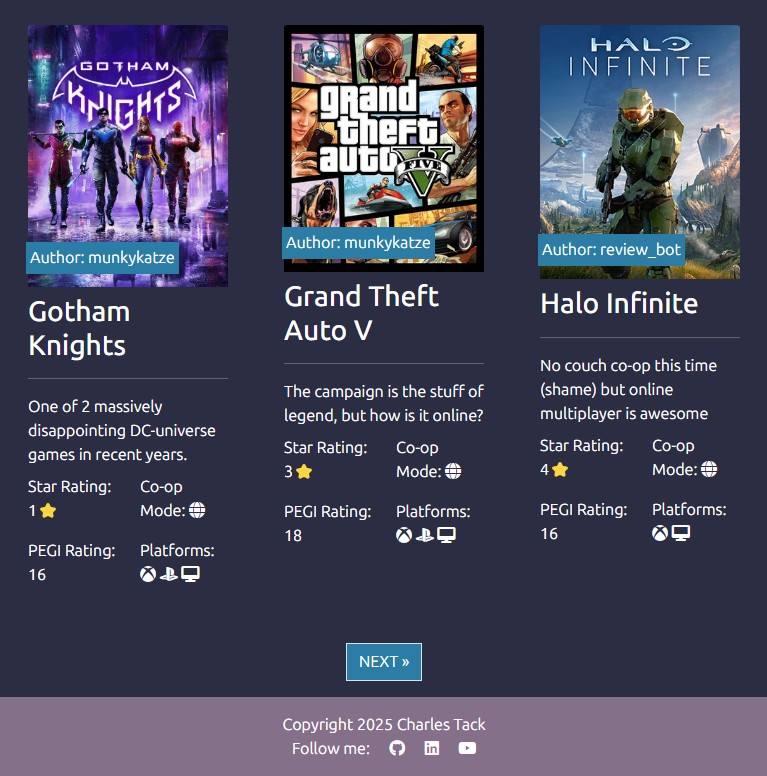 GOTHAM
KNIGHTS
Author: munkykatze
Gotham
Knights
One of 2 massively
disappointing DC-universe
games in recent years.
Star Rating:
1
Co-op
Mode:
PEGI Rating:
16
Platforms:
grand
theft
auto
FIVE
V
Author: munkykatze
Grand Theft
Auto V
The campaign is the stuff of
legend, but how is it online?
Star Rating:
3
Co-op
Mode:
PEGI Rating:
18
Platforms:
HALO
INFINITE
Author: review_bot
Halo Infinite
No couch co-op this time
(shame) but online
multiplayer is awesome
Star Rating:
4
Co-op
Mode:
PEGI Rating:
16
Platforms:
NEXT »
Copyright 2025 Charles Tack
Follow me: